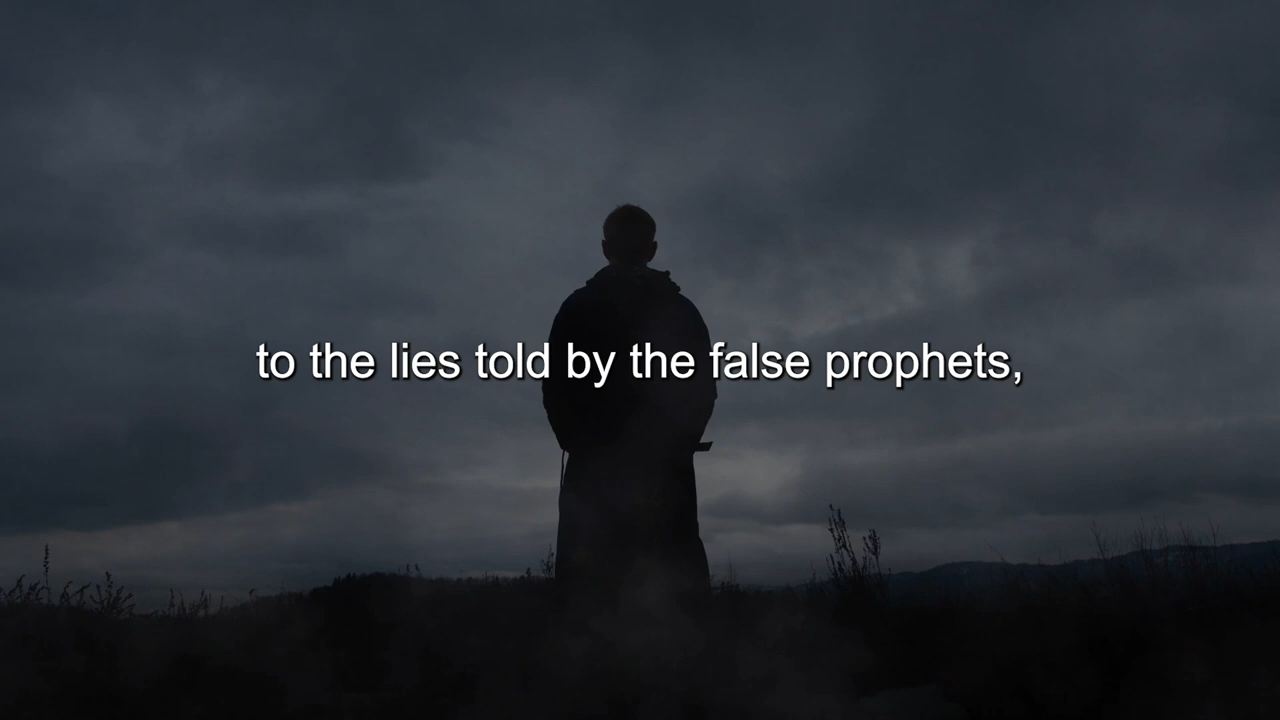 to the lies told by the false prophets,